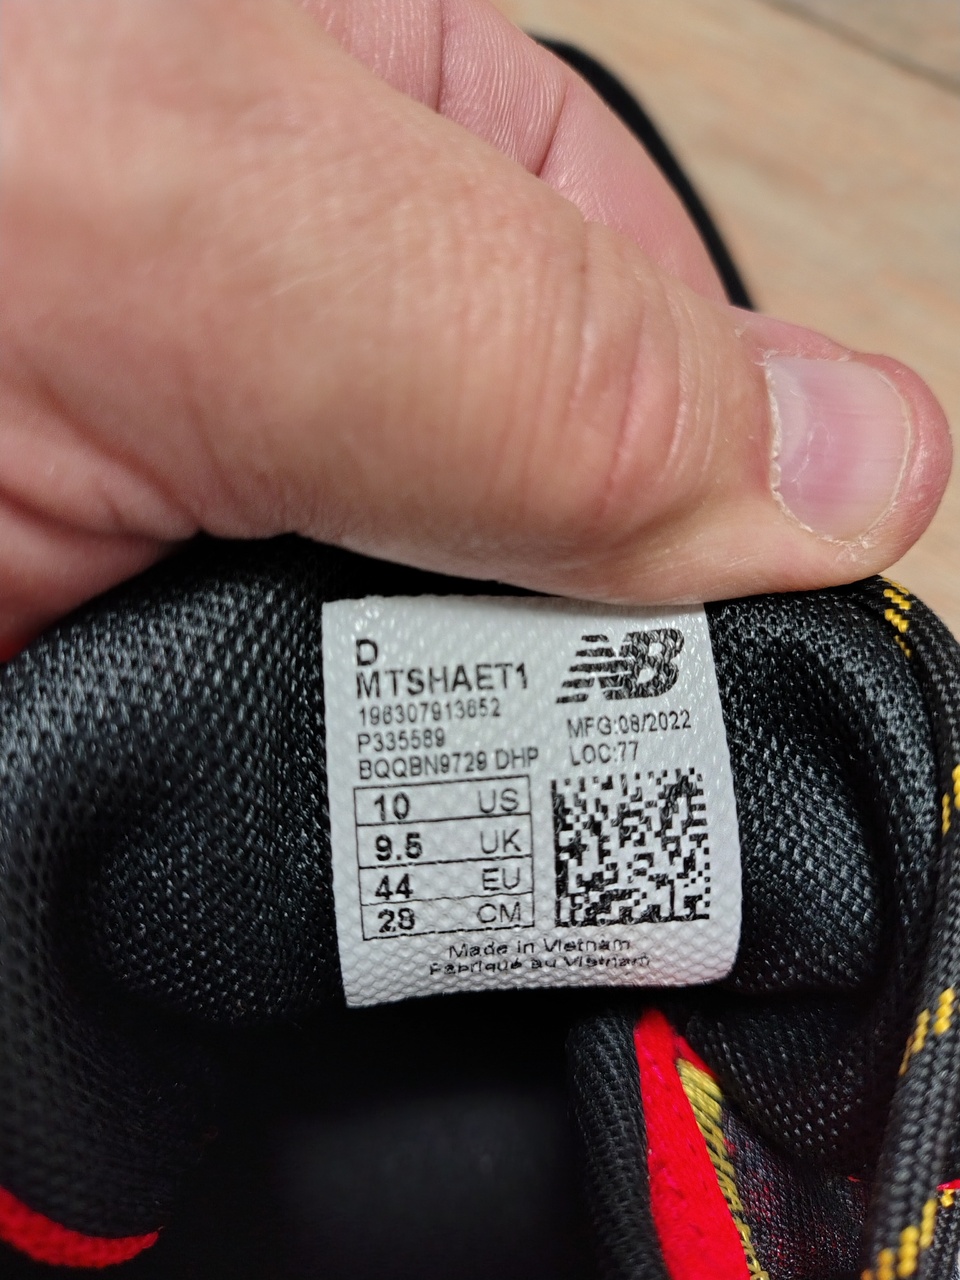 D
MTSHAET1
196307913652
P335589
BQQBN9729 DHP
NB
MFG:08/2022
LOC:77
10 US
9.5 UK
44 EU
28 CM
Made in Vietnam
Fabriqué au Vietnam